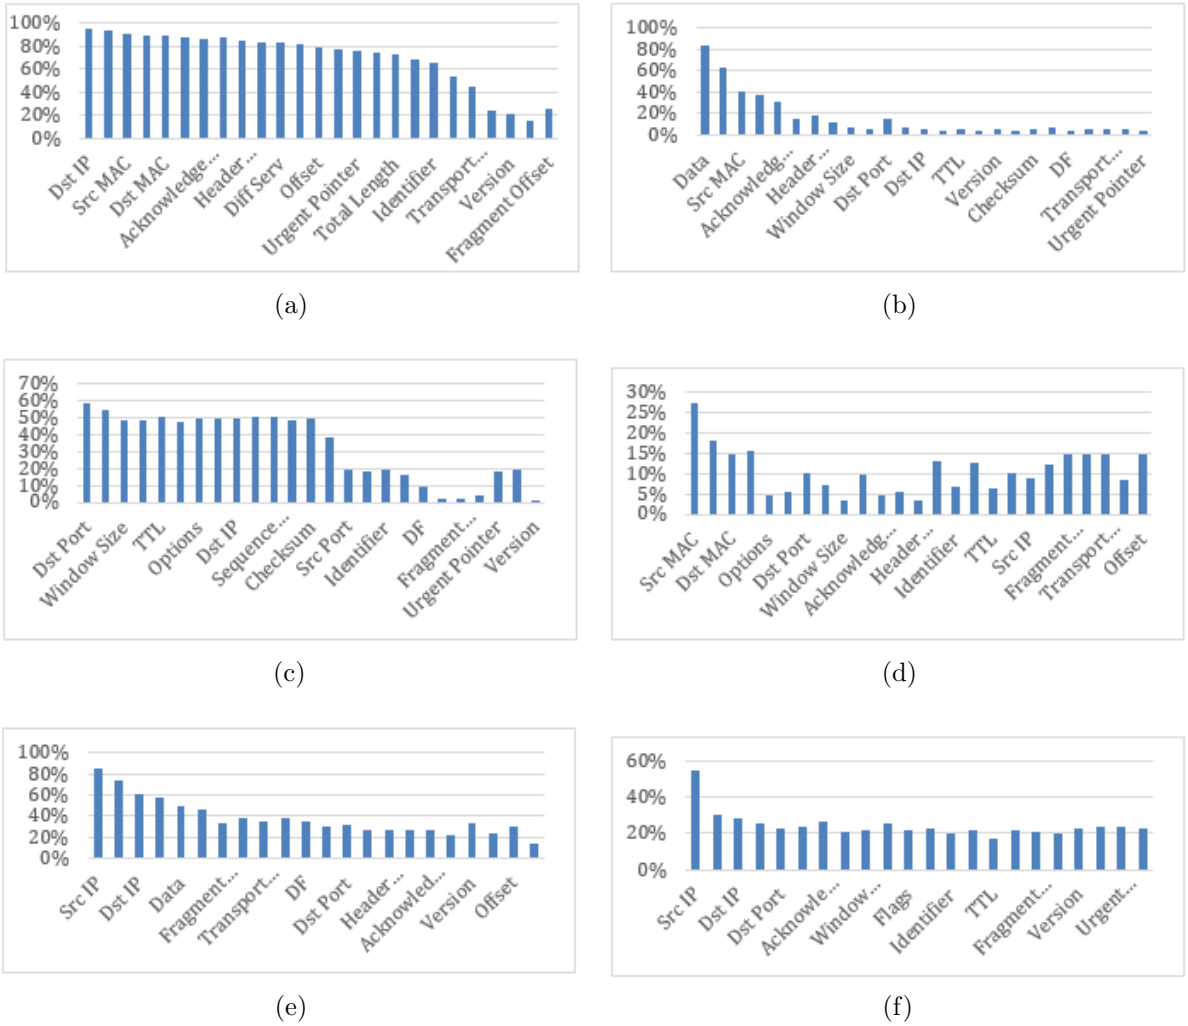 100%
80%
60%
40%
20%
0%
Dst IP
Src MAC
Dst MAC
Acknowledge...
Header...
Diff Serv
Offset
Urgent Pointer
Total Length
Identifier
Transport...
Version
Fragment Offset
(a)
100%
80%
60%
40%
20%
0%
Data
Src MAC
Acknowledg...
Header...
Window Size
Dst Port
Dst IP
TTL
Version
Checksum
DF
Transport...
Urgent Pointer
(b)
70%
60%
50%
40%
30%
20%
10%
0%
Dst Port
Window Size
TTL
Options
Dst IP
Sequence...
Checksum
Src Port
Identifier
DF
Fragment...
Urgent Pointer
Version
(c)
30%
25%
20%
15%
10%
5%
0%
Src MAC
Dst MAC
Options
Dst Port
Window Size
Acknowledg...
Header...
Identifier
TTL
Src IP
Fragment...
Transport...
Offset
(d)
100%
80%
60%
40%
20%
0%
Src IP
Dst IP
Data
Fragment...
Transport...
DF
Dst Port
Header...
Acknowled...
Version
Offset
(e)
60%
40%
20%
0%
Src IP
Dst IP
Dst Port
Acknowle...
Window...
Flags
Identifier
TTL
Fragment...
Version
Urgent...
(f)